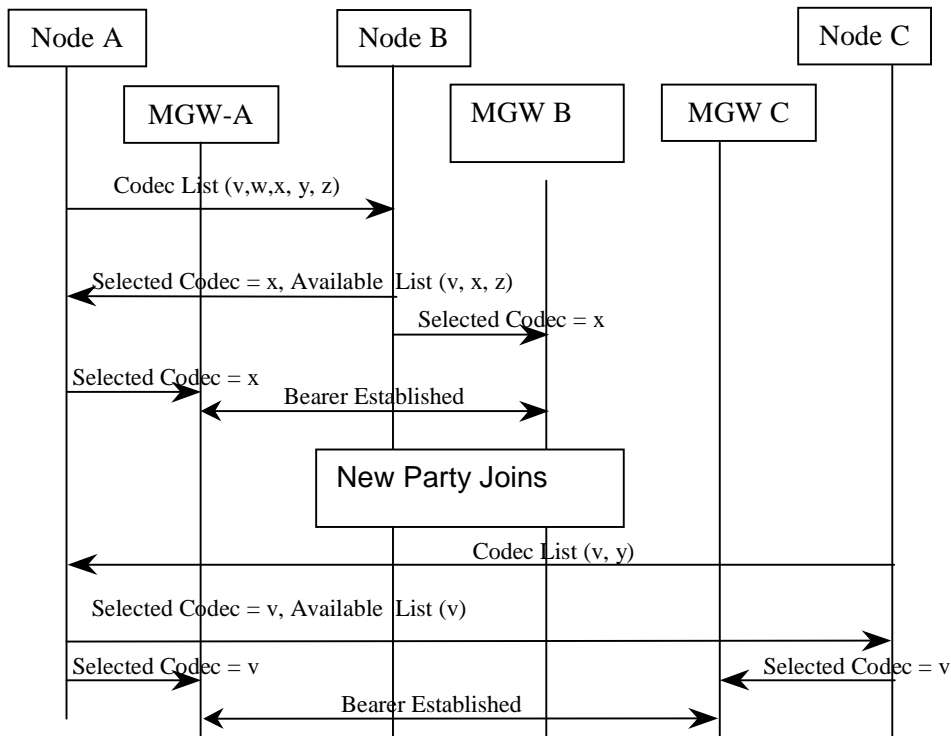 Node A
Node B
Node C
MGW-A
MGW B
MGW C
Codec List (v,w,x, y, z)
Selected Codec = x, Available List (v, x, z)
Selected Codec = x
Selected Codec = x
Bearer Established
New Party Joins
Codec List (v, y)
Selected Codec = v, Available List (v)
Selected Codec = v
Selected Codec = v
Bearer Established